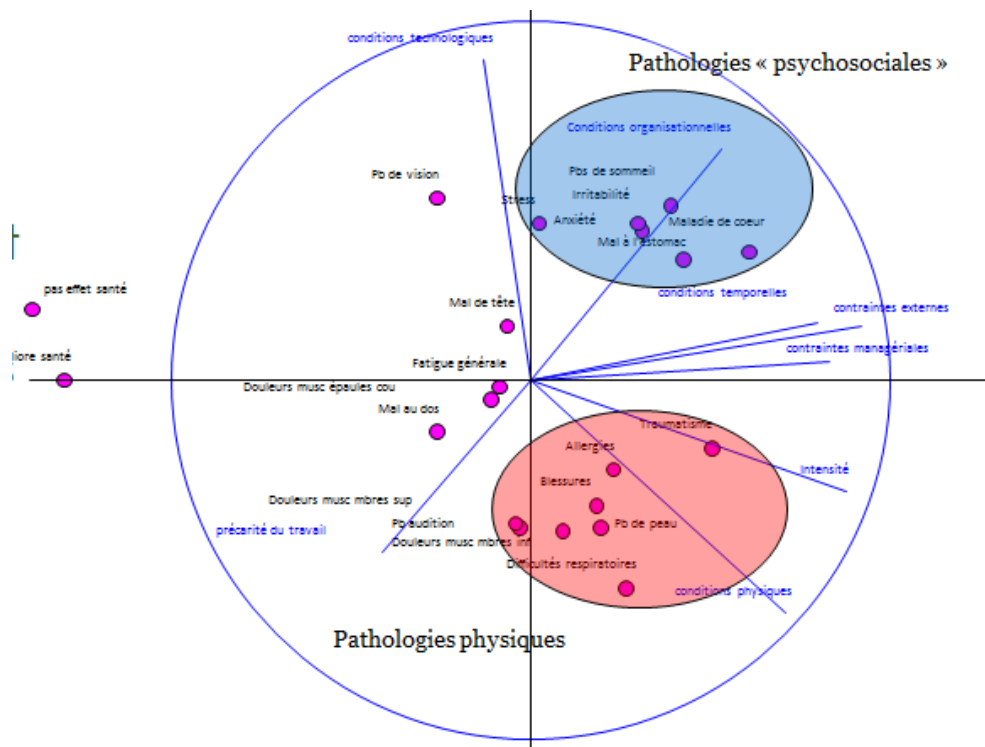 conditions technologiques
Pathologies « psychosociales »
Conditions organisationnelles
Pb de vision
Pbs de sommeil
Irritabilité
Stress
Anxiété
Maladie de coeur
Mal à l'estomac
pas effet santé
conditions temporelles
Mal de tête
contraintes externes
contraintes managériales
iore santé
Fatigue générale
Douleurs musc épaules cou
Mal au dos
Traumatisme
Allergies
Intensité
Blessures
Douleurs musc mbres sup
précarité du travail
Pb audition
Pb de peau
Douleurs musc mbres inf
Difficultés respiratoires
conditions physiques
Pathologies physiques